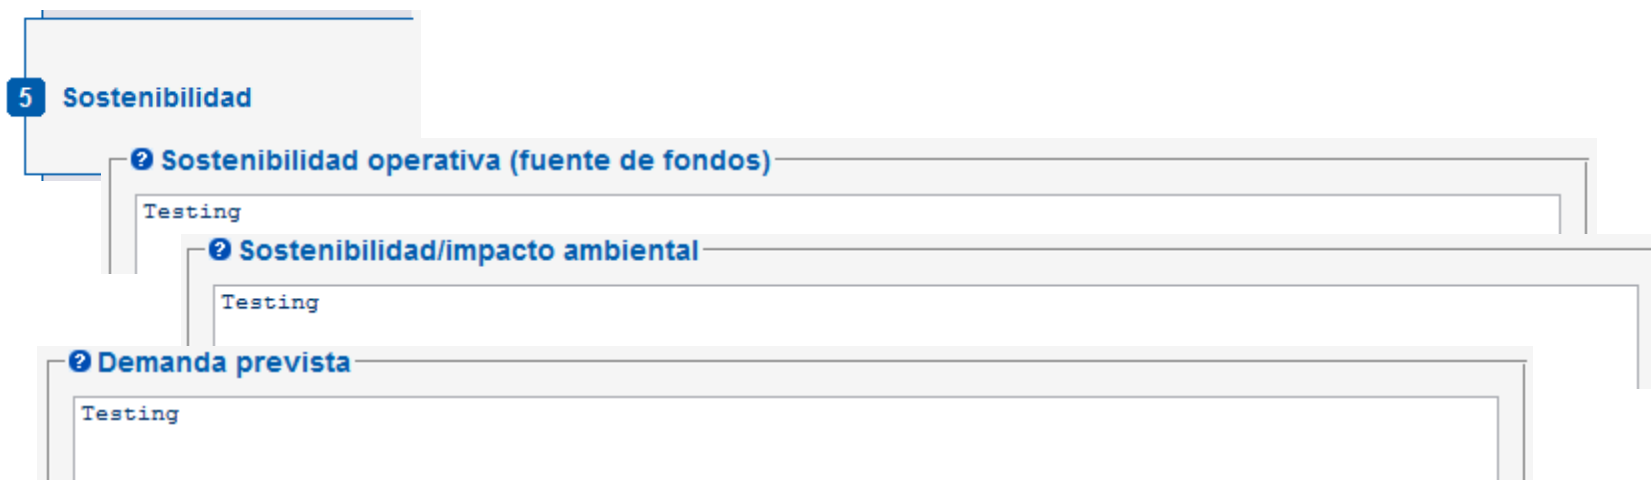 5 Sostenibilidad
? Sostenibilidad operativa (fuente de fondos)
Testing
? Sostenibilidad/impacto ambiental
Testing
? Demanda prevista
Testing